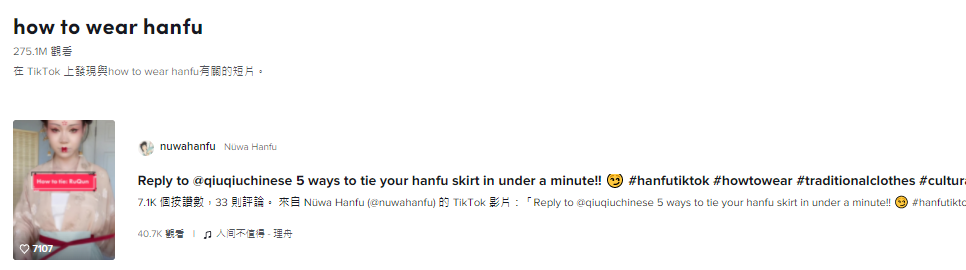 how to wear hanfu
275.1M 觀看
在 TikTok 上發現與how to wear hanfu有關的短片。
nuwahanfu Nüwa Hanfu
How to tie: RuQun
Reply to @qiuqiuchinese 5 ways to tie your hanfu skirt in under a minute!! 😏 #hanfutiktok #howtowear #traditionalclothes #cultura
7.1K 個按讚數，33 則評論。 來自 Nüwa Hanfu (@nuwahanfu) 的 TikTok 影片：「Reply to @qiuqiuchinese 5 ways to tie your hanfu skirt in under a minute!! 😏 #hanfutikto
7107
40.7K 觀看 | ♫ 人间不值得 - 理舟